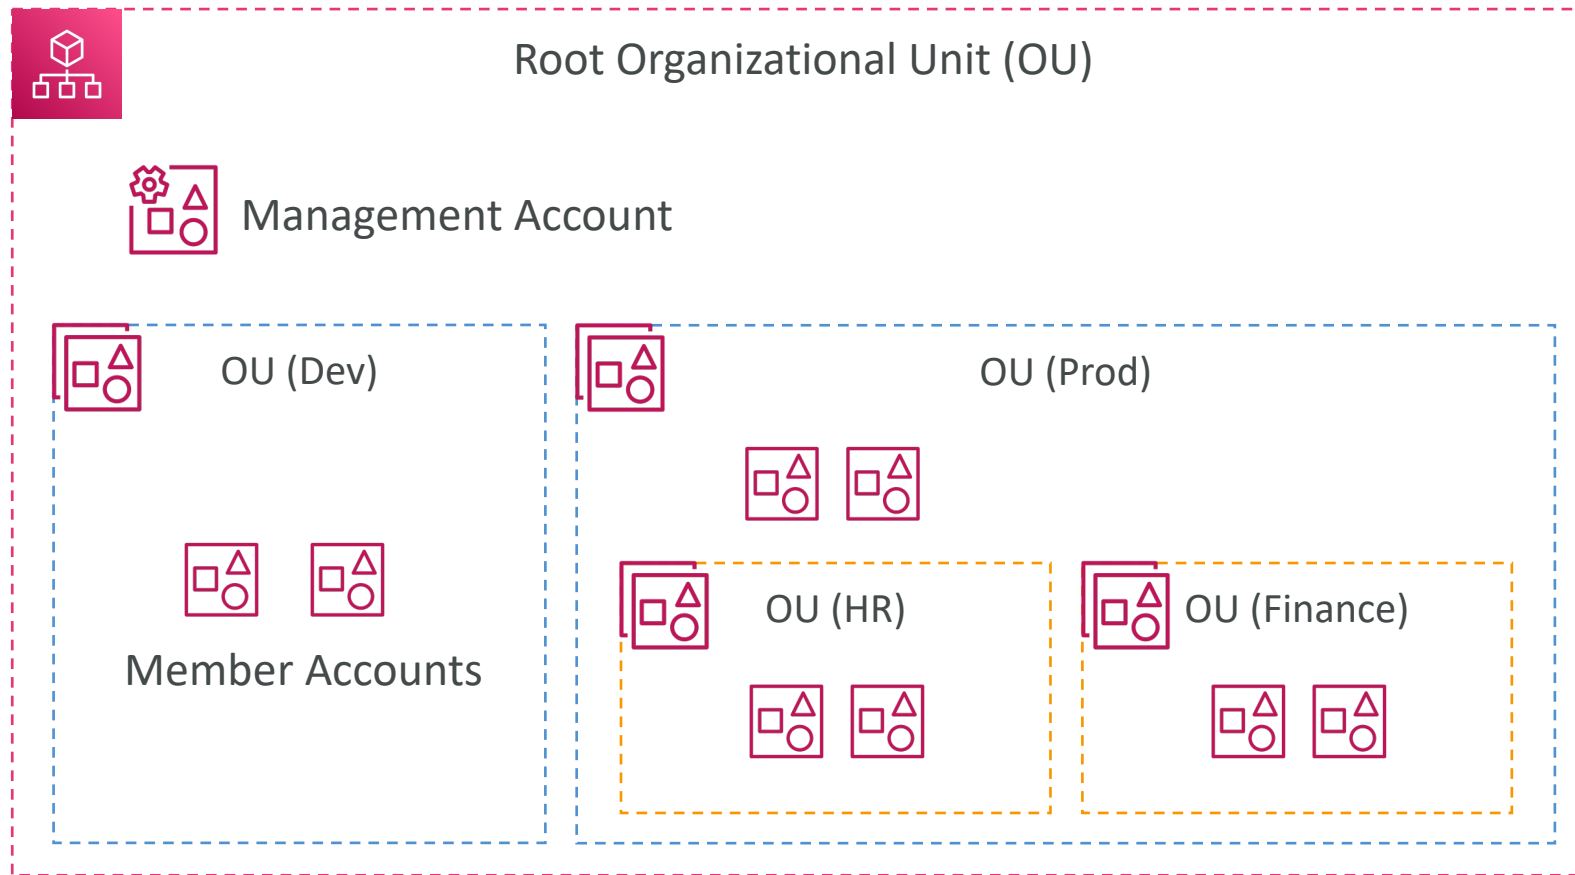 Root Organizational Unit (OU)
Management Account
OU (Dev)
OU (Prod)
Member Accounts
OU (HR)
OU (Finance)